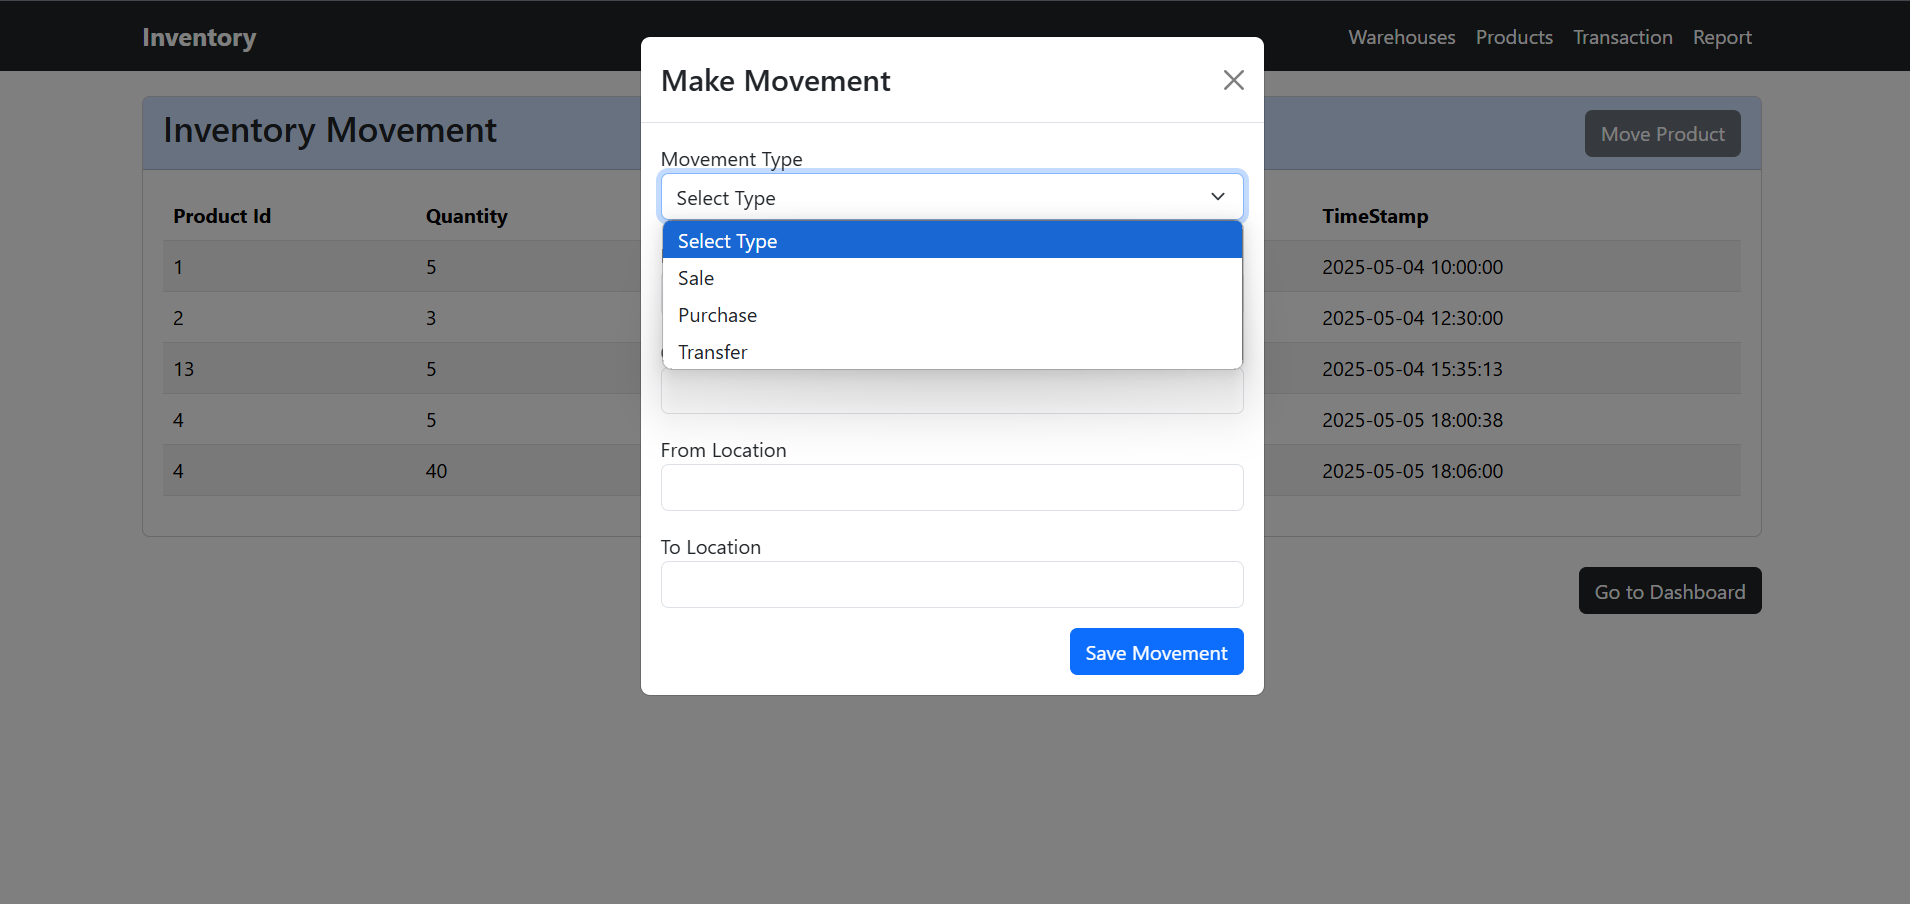 Inventory
Warehouses Products Transaction Report
Make Movement
Inventory Movement
Move Product
Movement Type
Select Type
Select Type
Sale
Purchase
Transfer
From Location
To Location
Save Movement
Product Id Quantity TimeStamp
1 5 2025-05-04 10:00:00
2 3 2025-05-04 12:30:00
13 5 2025-05-04 15:35:13
4 5 2025-05-05 18:00:38
4 40 2025-05-05 18:06:00
Go to Dashboard